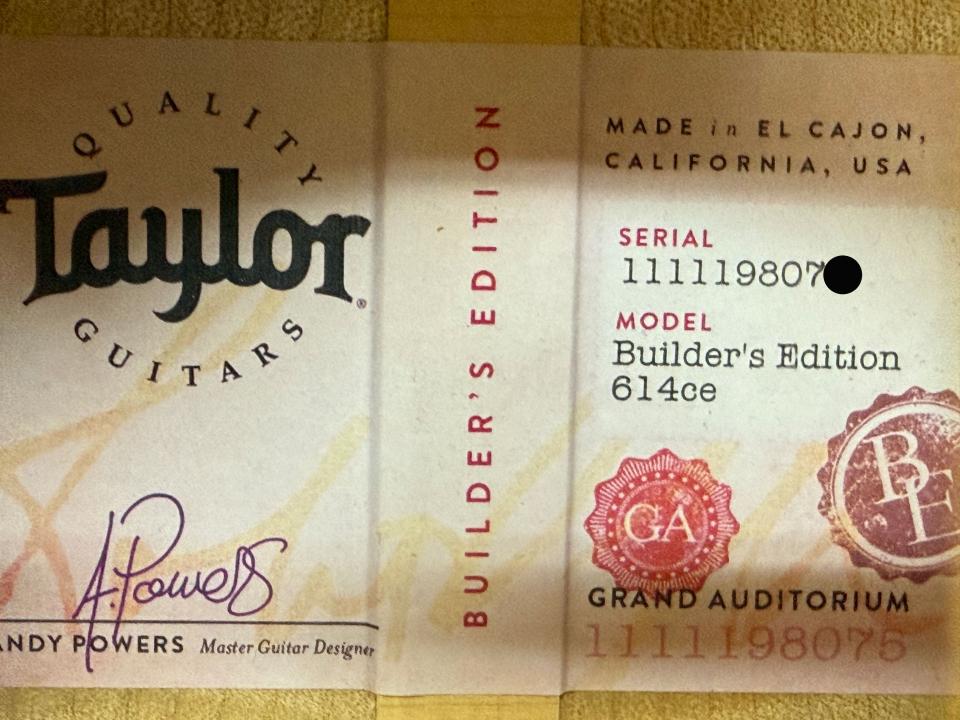 QUALITY
Taylor®
GUITARS
A. Powers
ANDY POWERS Master Guitar Designer
BUILDER'S EDITION
MADE in EL CAJON,
CALIFORNIA, USA
SERIAL
111119807
MODEL
Builder's Edition
614ce
BE
GA
GRAND AUDITORIUM
1111198075